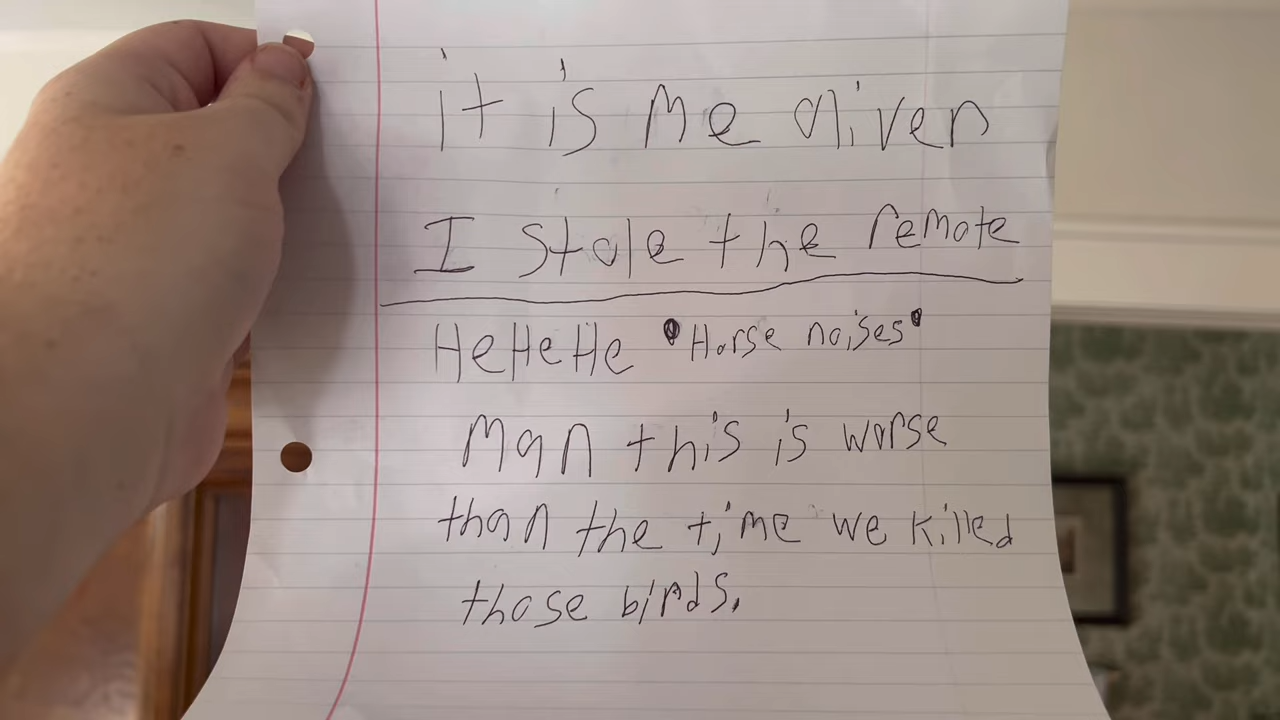 it is me oliver
I stole the remote
HeHeHe *Horse noises*
Man this is worse
than the time we killed
those birds.